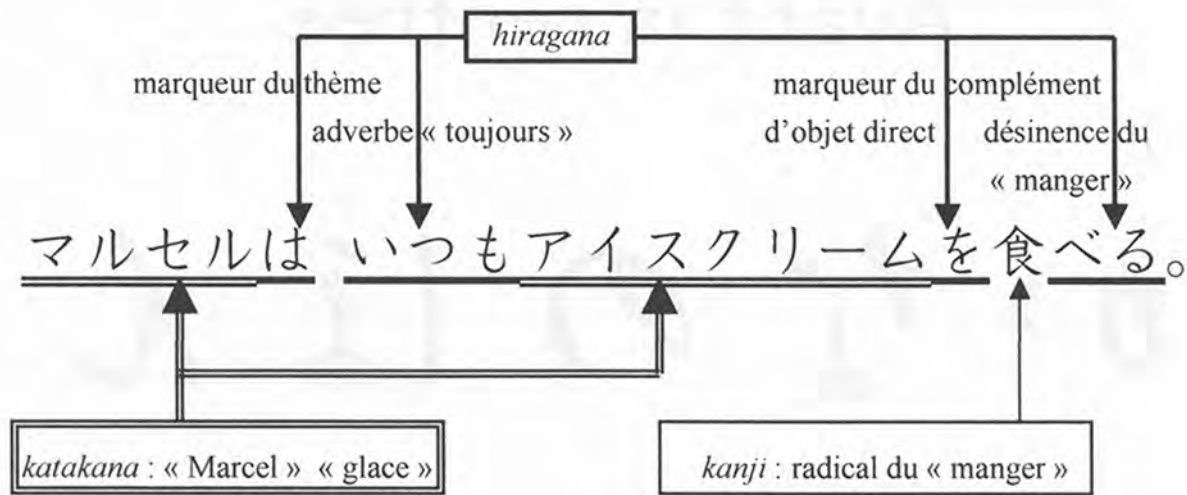 hiragana
marqueur du thème
marqueur du complément
adverbe « toujours »
d'objet direct
désinence du
« manger »
マルセルは いつもアイスクリームを食べる。
katakana : « Marcel » « glace »
kanji : radical du « manger »